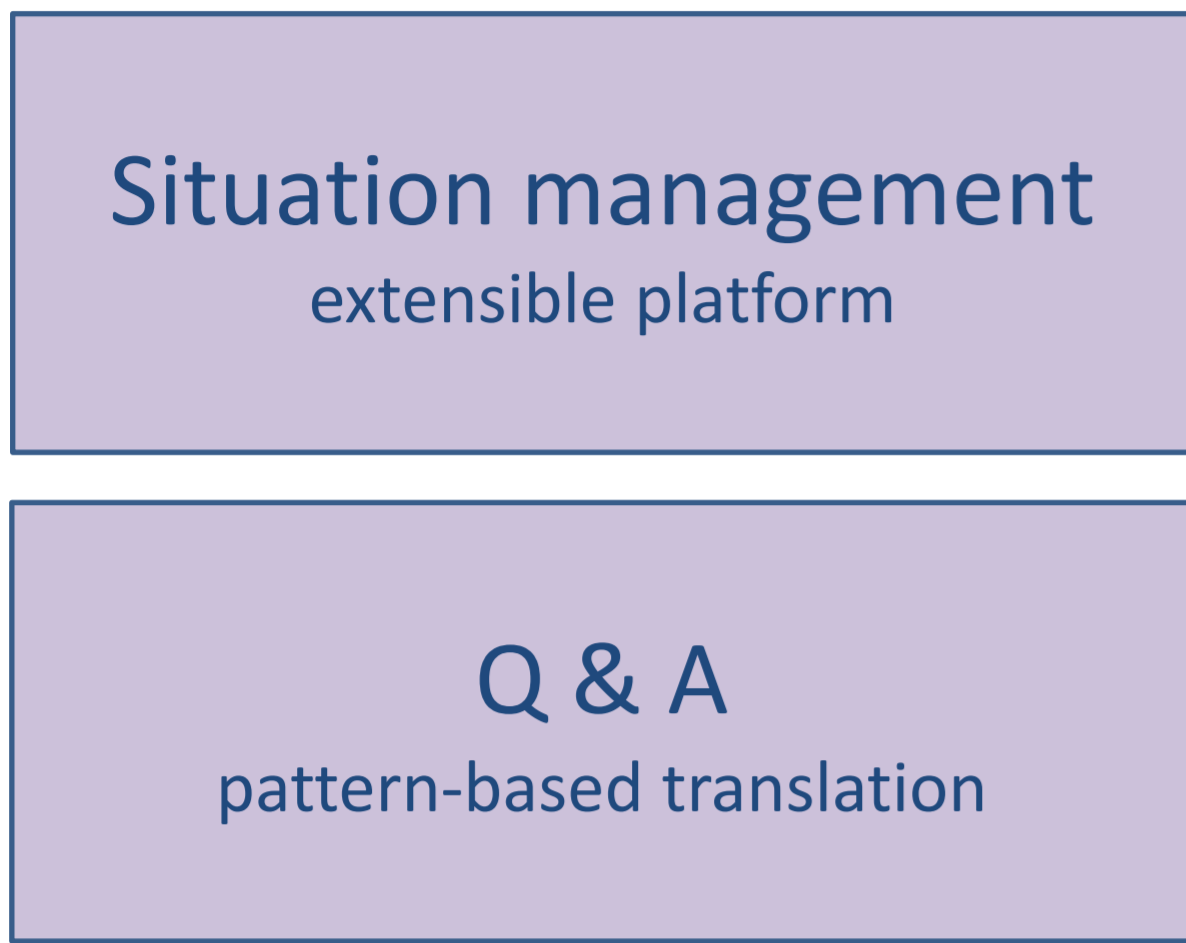 Situation management
extensible platform
Q & A
pattern-based translation